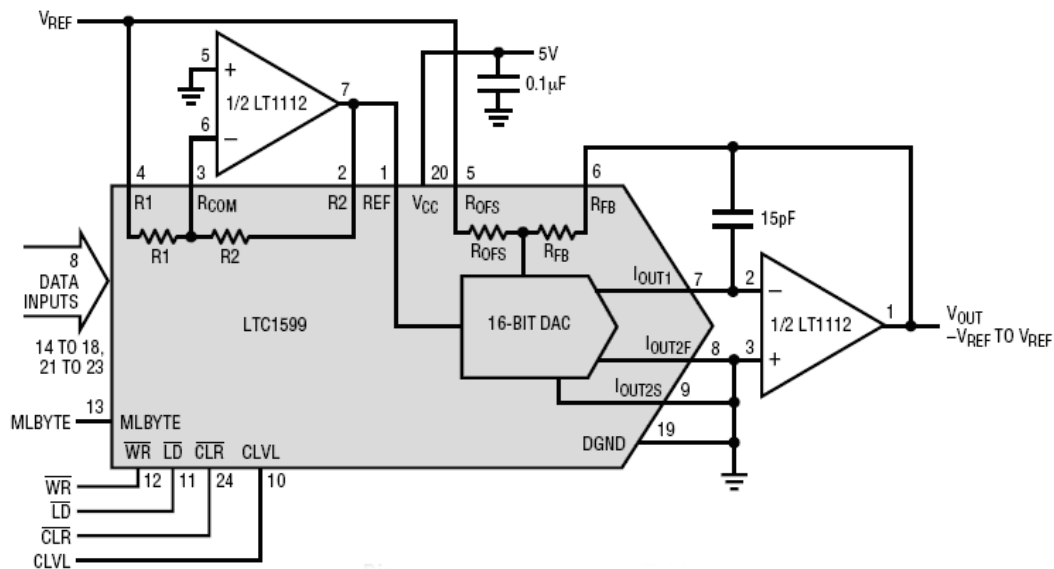 VREF
5
+
1/2 LT1112
6
−
7
5V
0.1µF
4
3
2
1
20
5
6
R1
RCOM
R2
REF
VCC
ROFS
RFB
R1
R2
ROFS
RFB
15pF
8
DATA
INPUTS
14 TO 18,
21 TO 23
LTC1599
16-BIT DAC
IOUT1
7
2
−
1/2 LT1112
1
VOUT
−VREF TO VREF
IOUT2F
8
3
+
IOUT2S
9
MLBYTE
13
MLBYTE
DGND
19
WR
LD
CLR
CLVL
12
11
24
10
WR
LD
CLR
CLVL